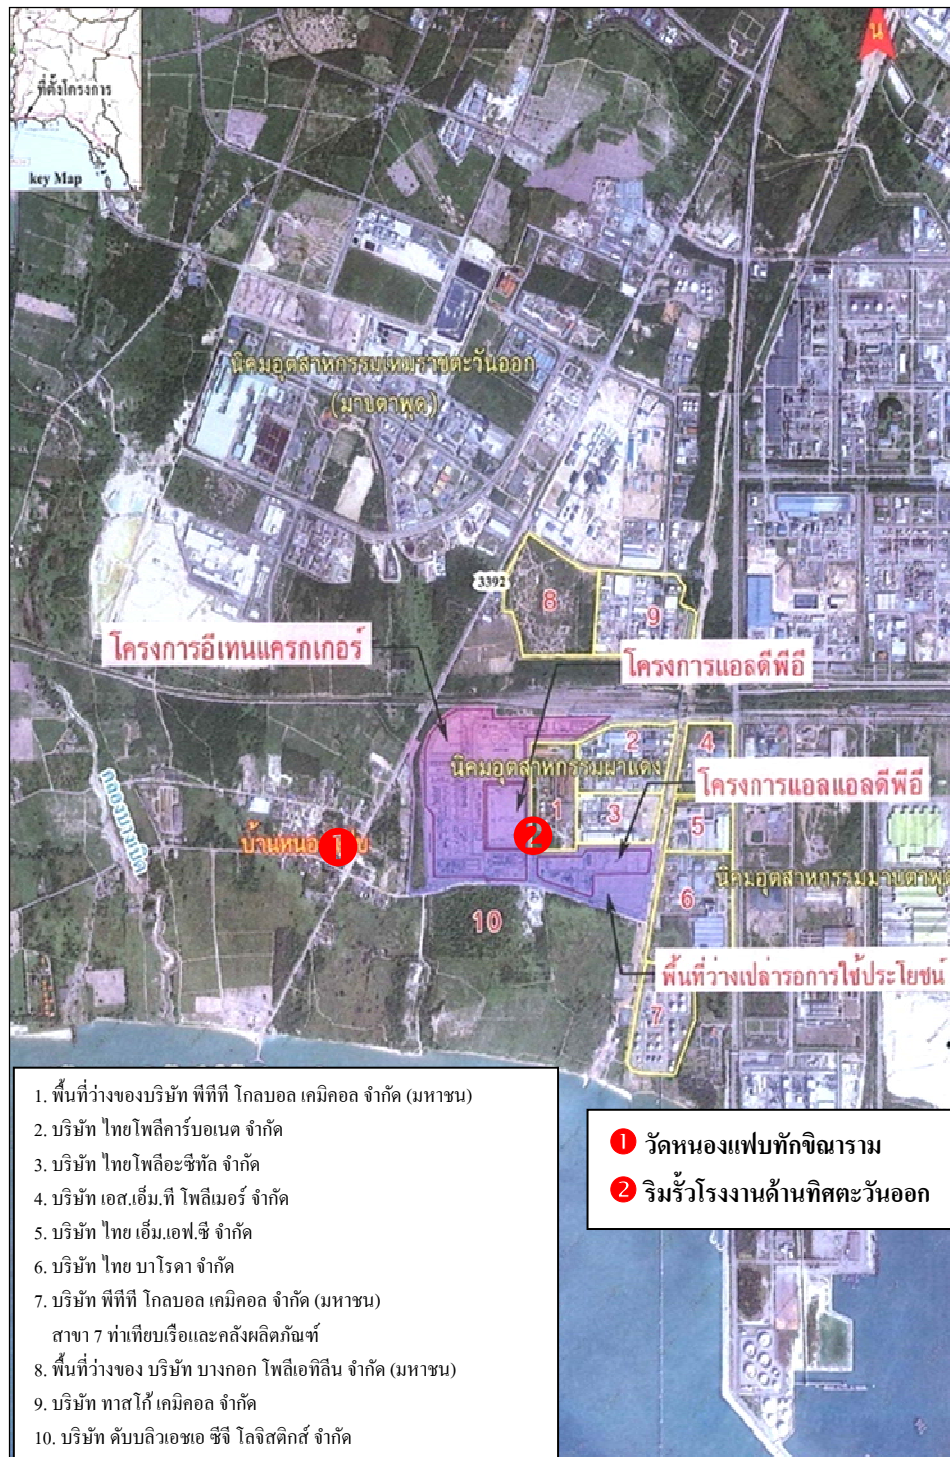 น
ที่ตั้งโครงการ
key Map
นิคมอุตสาหกรรมเหมราชตะวันออก
(มาบตาพุด)
3392
8
9
โครงการอีเทนแครกเกอร์
โครงการแอลดีพีอี
2
4
นิคมอุตสาหกรรมผาแดง
โครงการแอลแอลดีพีอี
1
3
5
คลองบางเบิด
บ้านหนอง
1
2
นิคมอุตสาหกรรมมาบตาพุด
6
10
พื้นที่ว่างเปล่ารอการใช้ประโยชน์
7
1. พื้นที่ว่างของบริษัท พีทีที โกลบอล เคมิคอล จำกัด (มหาชน)
2. บริษัท ไทยโพลีคาร์บอเนต จำกัด
3. บริษัท ไทยโพลีอะซีทัล จำกัด
4. บริษัท เอส.เอ็ม.ที โพลีเมอร์ จำกัด
5. บริษัท ไทย เอ็ม.เอฟ.ซี จำกัด
6. บริษัท ไทย บาโรดา จำกัด
7. บริษัท พีทีที โกลบอล เคมิคอล จำกัด (มหาชน)
สาขา 7 ท่าเทียบเรือและคลังผลิตภัณฑ์
8. พื้นที่ว่างของ บริษัท บางกอก โพลีเอทิลีน จำกัด (มหาชน)
9. บริษัท ทาสโก้ เคมิคอล จำกัด
10. บริษัท ดับบลิวเอชเอ ซีจี โลจิสติกส์ จำกัด
1 วัดหนองแฟบทักขิณาราม
2 ริมรั้วโรงงานด้านทิศตะวันออก